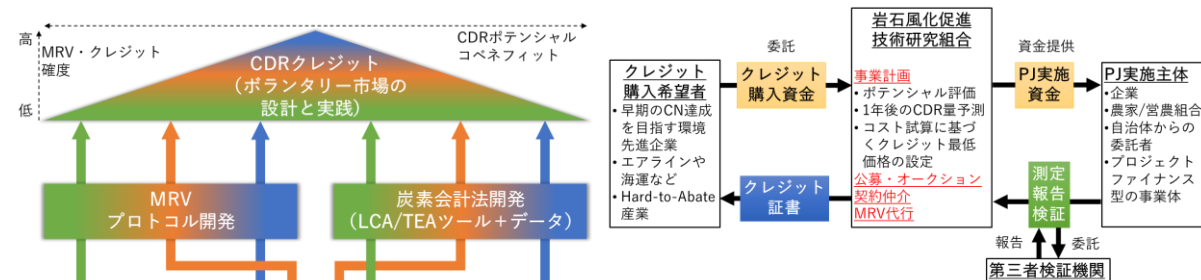 高
MRV・クレジット
確度
低
CDRポテンシャル
コベネフィット
CDRクレジット
（ボランタリー市場の
設計と実践）
MRV
プロトコル開発
炭素会計法開発
（LCA/TEAツール＋データ）
クレジット
購入希望者
• 早期のCN達成
を目指す環境
先進企業
• エアラインや
海運など
• Hard-to-Abate
産業
委託
クレジット
購入資金
クレジット
証書
岩石風化促進
技術研究組合
事業計画
• ポテンシャル評価
• 1年後のCDR量予測
• コスト試算に基づ
くクレジット最低
価格の設定
公募・オークション
契約仲介
MRV代行
資金提供
PJ実施
資金
PJ実施主体
• 企業
• 農家/営農組合
• 自治体からの
委託者
• プロジェクト
ファイナンス
型の事業体
測定
報告
検証
報告
委託
第三者検証機関